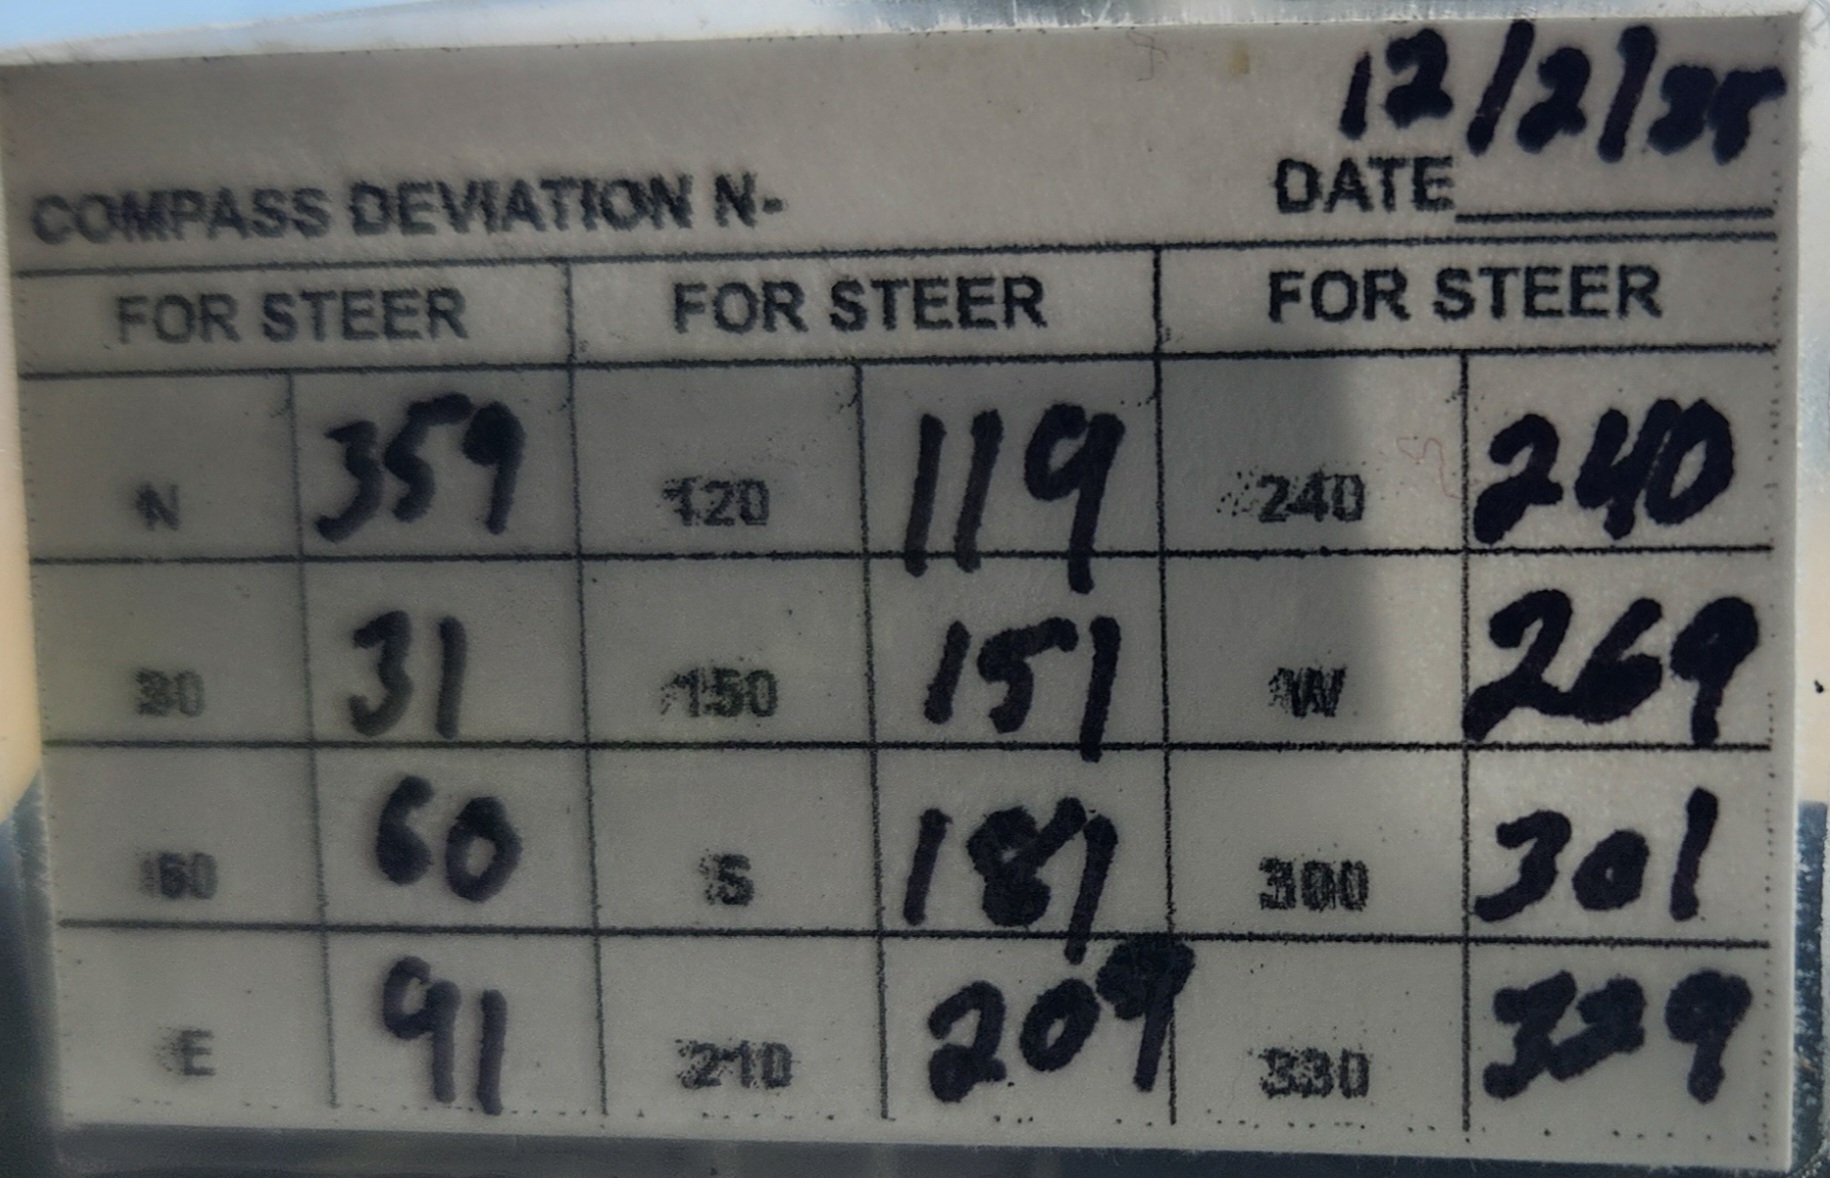 12/2/25
COMPASS DEVIATION N- DATE
FOR STEER FOR STEER FOR STEER
N 359 120 119 240 240
30 31 150 151 W 269
60 60 S 181 300 301
E 91 210 209 330 329